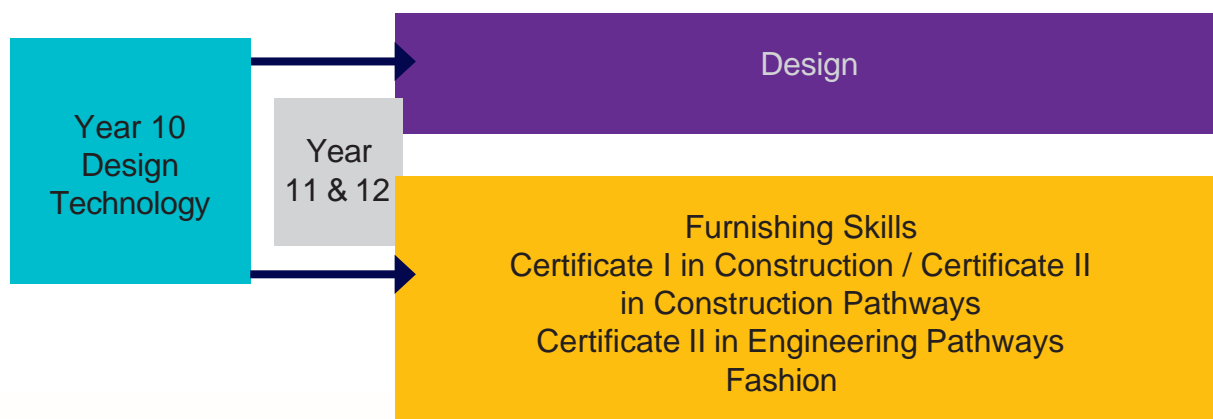 Year 10
Design
Technology
Year
11 & 12
Design
Furnishing Skills
Certificate I in Construction / Certificate II
in Construction Pathways
Certificate II in Engineering Pathways
Fashion